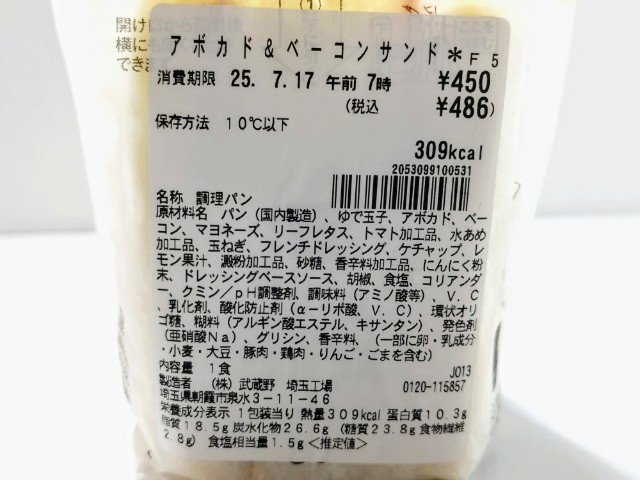 開け口から
横に
できま
アボカド&ベーコンサンド*F5
消費期限 25. 7.17 午前 7時 ¥450
(税込 ¥486)
保存方法 10℃以下
309kcal
2053099100531
名称 調理パン
原材料名 パン(国内製造)、ゆで玉子、アボカド、ベー
コン、マヨネーズ、リーフレタス、トマト加工品、水あめ
加工品、玉ねぎ、フレンチドレッシング、ケチャップ、レ
モン果汁、澱粉加工品、砂糖、香辛料加工品、にんにく粉
末、ドレッシングベースソース、胡椒、食塩、コリアンダ
ー、クミン/pH調整剤、調味料(アミノ酸等)、V.C
、乳化剤、酸化防止剤(α-リポ酸、V.C)、環状オリ
ゴ糖、糊料(アルギン酸エステル、キサンタン)、発色剤
(亜硝酸Na)、グリシン、香辛料、(一部に卵・乳成分
・小麦・大豆・豚肉・鶏肉・りんご・ごまを含む)
内容量 1食 J013
製造者 (株)武蔵野 埼玉工場 0120-115857
埼玉県朝霞市泉水3-11-46
栄養成分表示 1包装当り 熱量309kcal 蛋白質10.3g
脂質18.5g 炭水化物26.6g (糖質23.8g 食物繊維
2.8g) 食塩相当量1.5g<推定値>